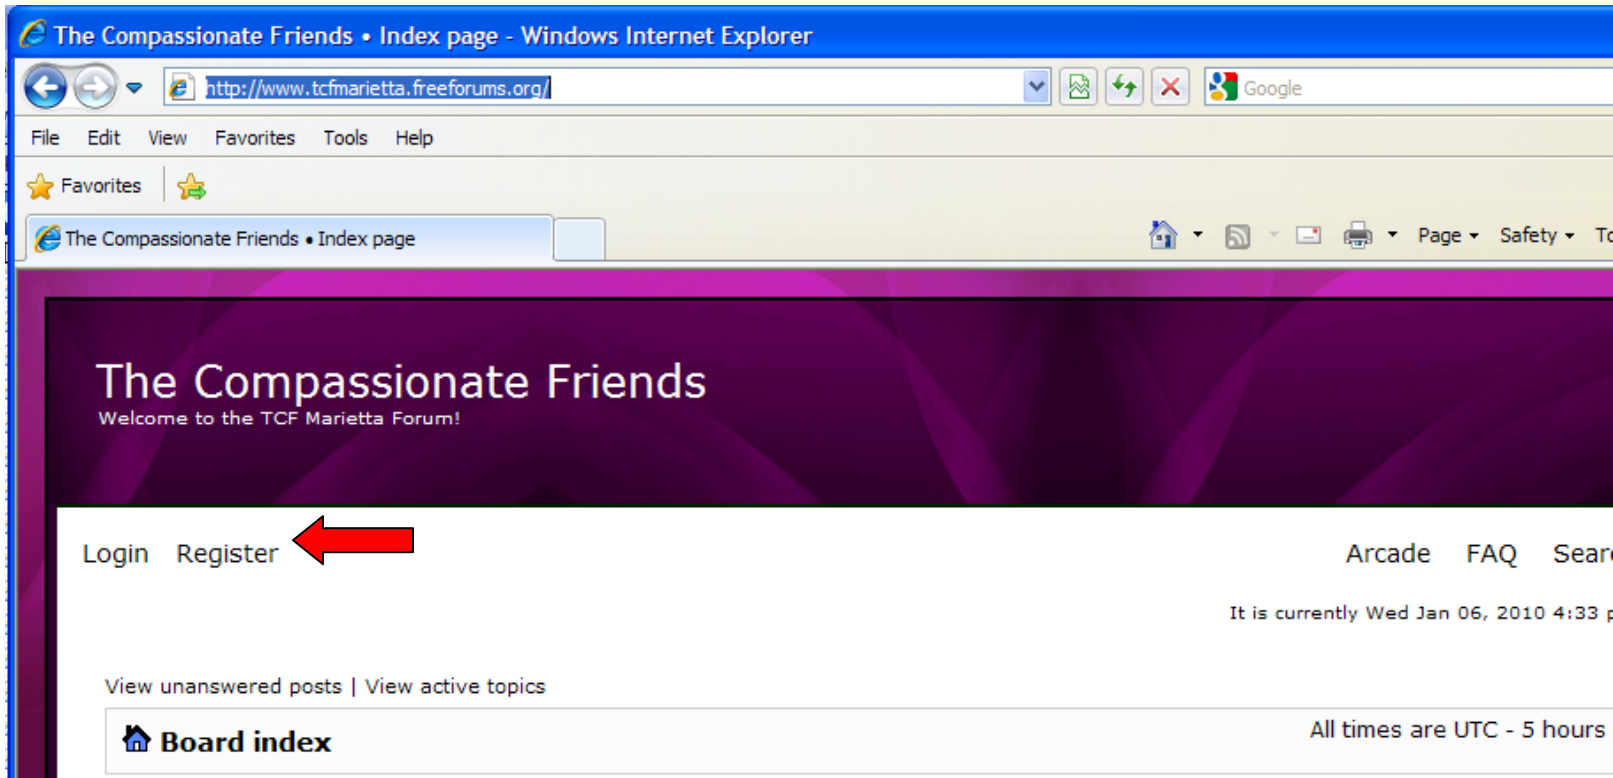 The Compassionate Friends • Index page - Windows Internet Explorer
http://www.tcfmarietta.freeforums.org/
Google
File Edit View Favorites Tools Help
Favorites
The Compassionate Friends • Index page
Page Safety
The Compassionate Friends
Welcome to the TCF Marietta Forum!
Login Register
Arcade FAQ
It is currently Wed Jan 06, 2010 4:33
View unanswered posts | View active topics
Board index
All times are UTC - 5 hours